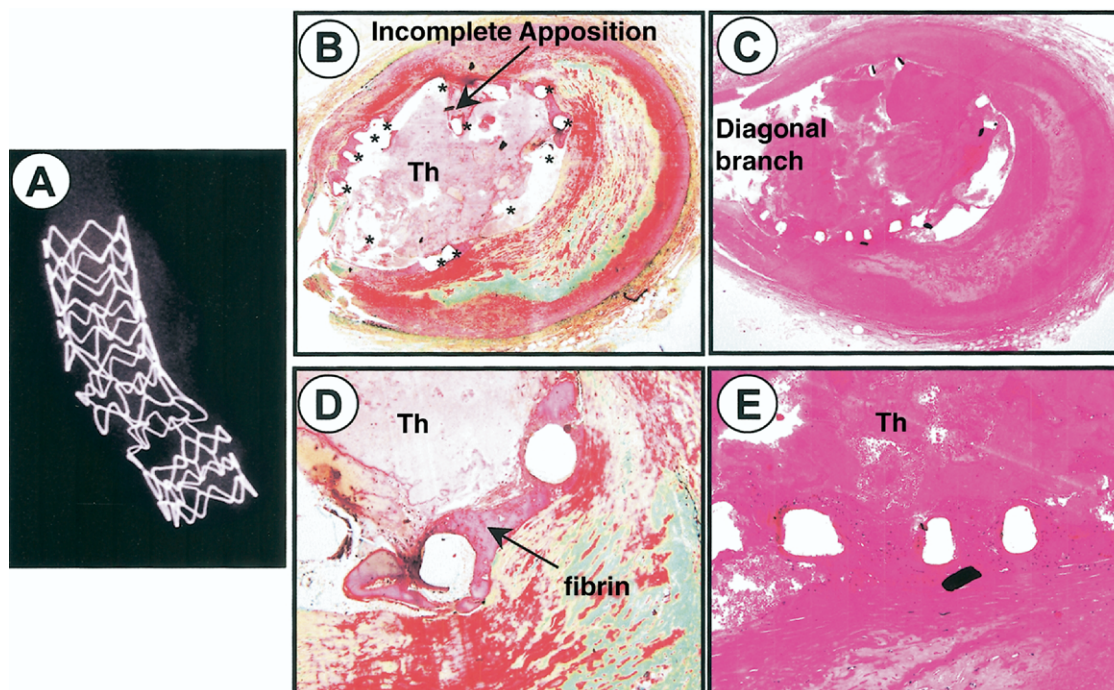 A
B
Incomplete Apposition
Th
* * * * * * * * * * * *
C
Diagonal
branch
D
Th
fibrin
E
Th